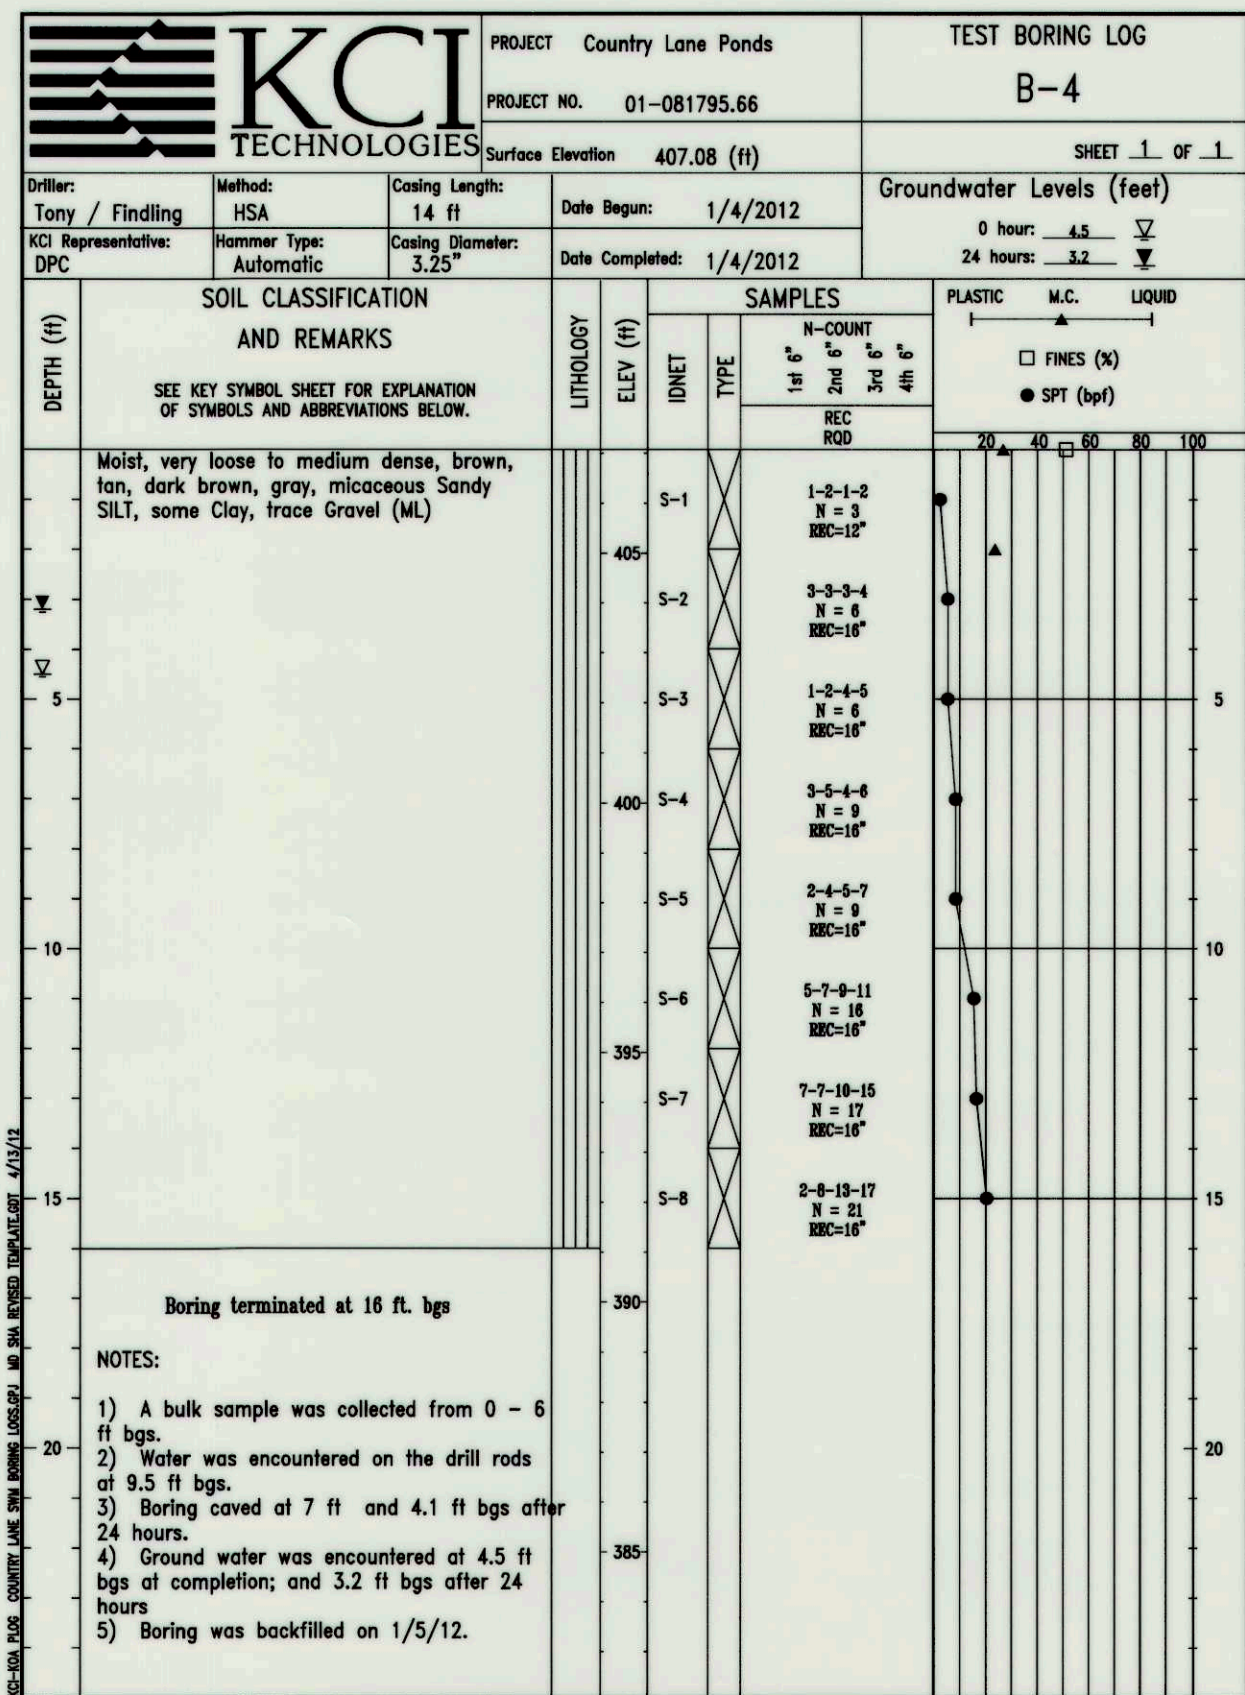 KCI
TECHNOLOGIES
PROJECT Country Lane Ponds
PROJECT NO. 01-081795.66
Surface Elevation 407.08 (ft)
TEST BORING LOG
B-4
SHEET 1 OF 1
Driller:
Tony / Findling
Method:
HSA
Casing Length:
14 ft
Date Begun: 1/4/2012
KCI Representative:
DPC
Hammer Type:
Automatic
Casing Diameter:
3.25"
Date Completed: 1/4/2012
Groundwater Levels (feet)
0 hour: 4.5
24 hours: 3.2
DEPTH (ft)
SOIL CLASSIFICATION
AND REMARKS
SEE KEY SYMBOL SHEET FOR EXPLANATION
OF SYMBOLS AND ABBREVIATIONS BELOW.
LITHOLOGY
ELEV (ft)
SAMPLES
IDNET
TYPE
N-COUNT
1st 6"
2nd 6"
3rd 6"
4th 6"
REC
RQD
PLASTIC M.C. LIQUID
FINES (%)
SPT (bpf)
20 40 60 80 100
Moist, very loose to medium dense, brown,
tan, dark brown, gray, micaceous Sandy
SILT, some Clay, trace Gravel (ML)
S-1
1-2-1-2
N = 3
REC=12"
405
S-2
3-3-3-4
N = 6
REC=16"
5
S-3
1-2-4-5
N = 6
REC=16"
5
400
S-4
3-5-4-6
N = 9
REC=16"
S-5
2-4-5-7
N = 9
REC=16"
10
10
S-6
5-7-9-11
N = 16
REC=16"
395
S-7
7-7-10-15
N = 17
REC=16"
15
S-8
2-8-13-17
N = 21
REC=16"
15
Boring terminated at 16 ft. bgs
390
NOTES:
1) A bulk sample was collected from 0 - 6
ft bgs.
20
20
2) Water was encountered on the drill rods
at 9.5 ft bgs.
3) Boring caved at 7 ft and 4.1 ft bgs after
24 hours.
4) Ground water was encountered at 4.5 ft
bgs at completion; and 3.2 ft bgs after 24
hours
385
5) Boring was backfilled on 1/5/12.
KCI-KOA PLOG COUNTRY LANE SWM BORING LOGS.GPJ MD SHA REVISED TEMPLATE.GDT 4/13/12